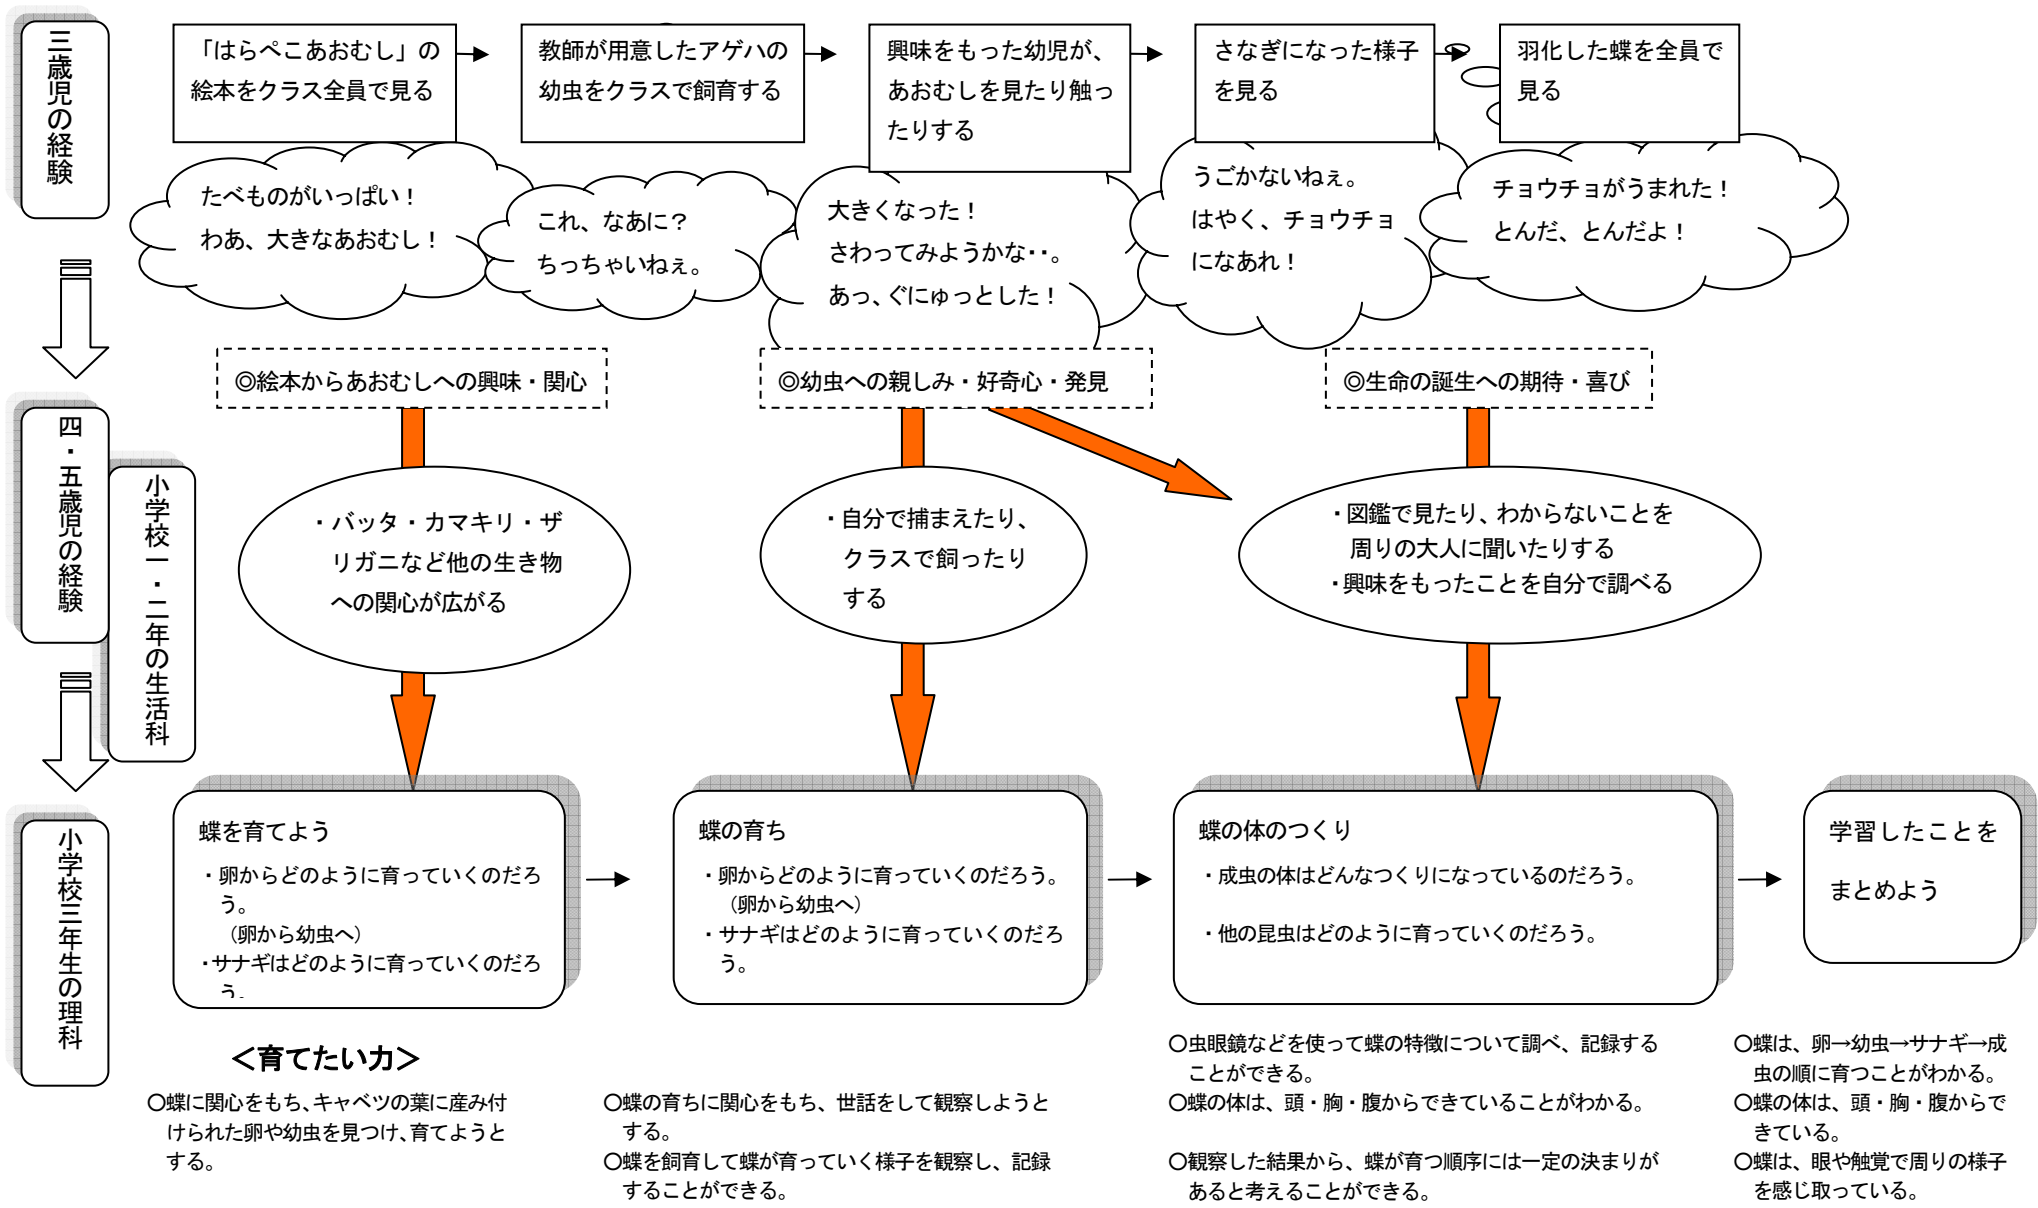 三歳児の経験
「はらぺこあおむし」の
絵本をクラス全員で見る
教師が用意したアゲハの
幼虫をクラスで飼育する
興味をもった幼児が、
あおむしを見たり触っ
たりする
さなぎになった様子
を見る
羽化した蝶を全員で
見る
たべものがいっぱい！
わあ、大きなあおむし！
これ、なあに？
ちっちゃいねぇ。
大きくなった！
さわってみようかな・・。
あっ、ぐにゅっとした！
うごかないねぇ。
はやく、チョウチョ
になあれ！
チョウチョがうまれた！
とんだ、とんだよ！
◎絵本からあおむしへの興味・関心
◎幼虫への親しみ・好奇心・発見
◎生命の誕生への期待・喜び
四・五歳児の経験
小学校一・二年の生活科
・バッタ・カマキリ・ザ
リガニなど他の生き物
への関心が広がる
・自分で捕まえたり、
クラスで飼ったり
する
・図鑑で見たり、わからないことを
周りの大人に聞いたりする
・興味をもったことを自分で調べる
小学校三年生の理科
蝶を育てよう
・卵からどのように育っていくのだろ
う。
（卵から幼虫へ）
・サナギはどのように育っていくのだろ
う。
蝶の育ち
・卵からどのように育っていくのだろう。
（卵から幼虫へ）
・サナギはどのように育っていくのだろ
う。
蝶の体のつくり
・成虫の体はどんなつくりになっているのだろう。
・他の昆虫はどのように育っていくのだろう。
学習したことを
まとめよう
＜育てたい力＞
○蝶に関心をもち、キャベツの葉に産み付
けられた卵や幼虫を見つけ、育てようと
する。
○蝶の育ちに関心をもち、世話をして観察しようと
する。
○蝶を飼育して蝶が育っていく様子を観察し、記録
することができる。
○虫眼鏡などを使って蝶の特徴について調べ、記録する
ことができる。
○蝶の体は、頭・胸・腹からできていることがわかる。
○観察した結果から、蝶が育つ順序には一定の決まりが
あると考えることができる。
○蝶は、卵→幼虫→サナギ→成
虫の順に育つことがわかる。
○蝶の体は、頭・胸・腹からで
きている。
○蝶は、眼や触覚で周りの様子
を感じ取っている。